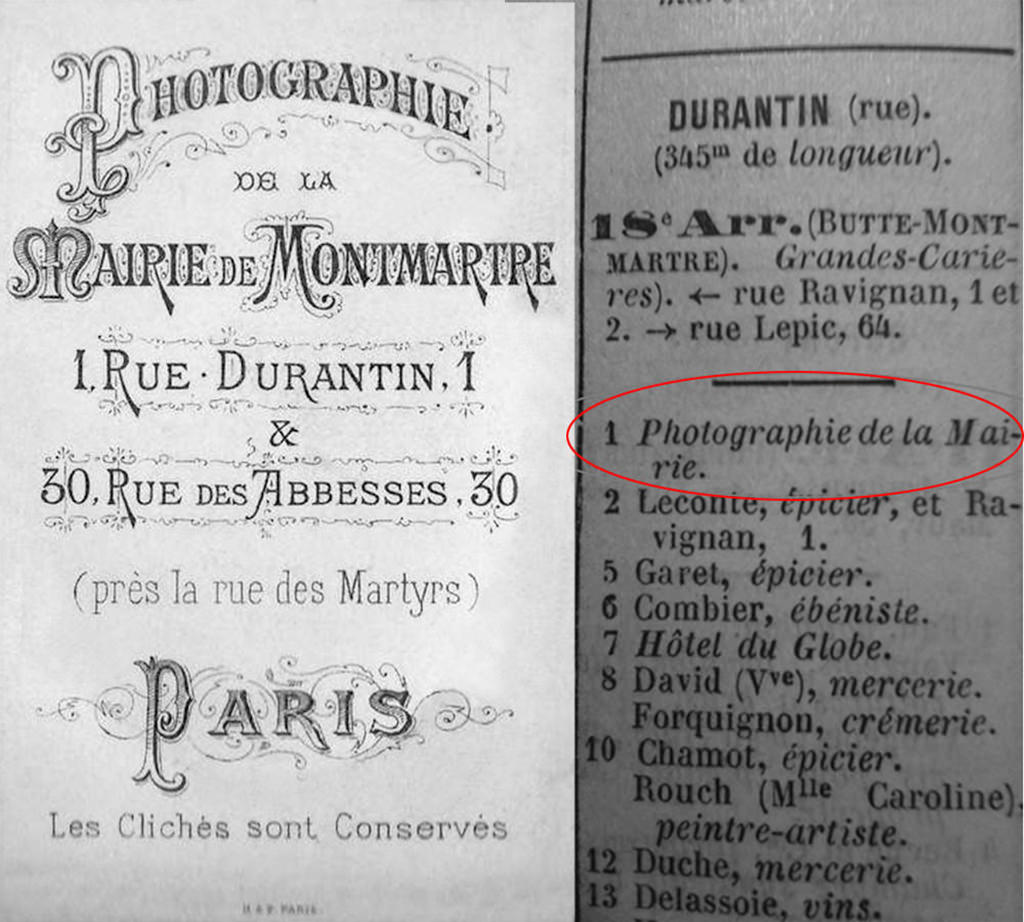 PHOTOGRAPHIE
DE LA
MAIRIE DE MONTMARTRE
1, RUE · DURANTIN, 1
&
30, RUE DES ABBESSES, 30
(près la rue des Martyrs)
PARIS
Les Clichés sont Conservés
DURANTIN (rue).
(345m de longueur).
18e Arr. (BUTTE-MONT-
MARTRE). Grandes-Carie-
res). ← rue Ravignan, 1 et
2. → rue Lepic, 64.
1 Photographie de la Mai-
rie.
2 Leconte, épicier, et Ra-
vignan, 1.
5 Garet, épicier.
6 Combier, ébéniste.
7 Hôtel du Globe.
8 David (Vve), mercerie.
Forquignon, crémerie.
10 Chamot, épicier.
Rouch (Mlle Caroline),
peintre-artiste.
12 Duche, mercerie.
13 Delassoie, vins.